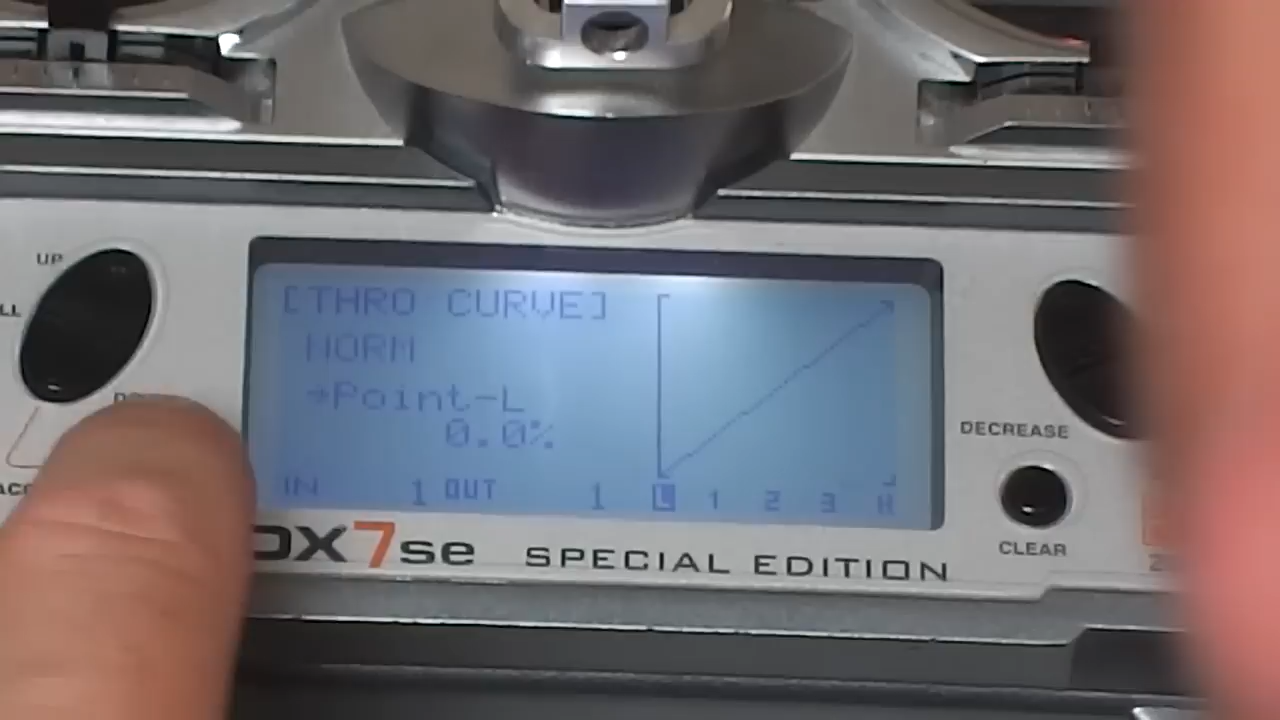 UP
LL
[THRO CURVE]
NORM
→Point-L
0.0%
IN 1 OUT 1
L 1 2 3 H
DECREASE
CLEAR
DX7se SPECIAL EDITION